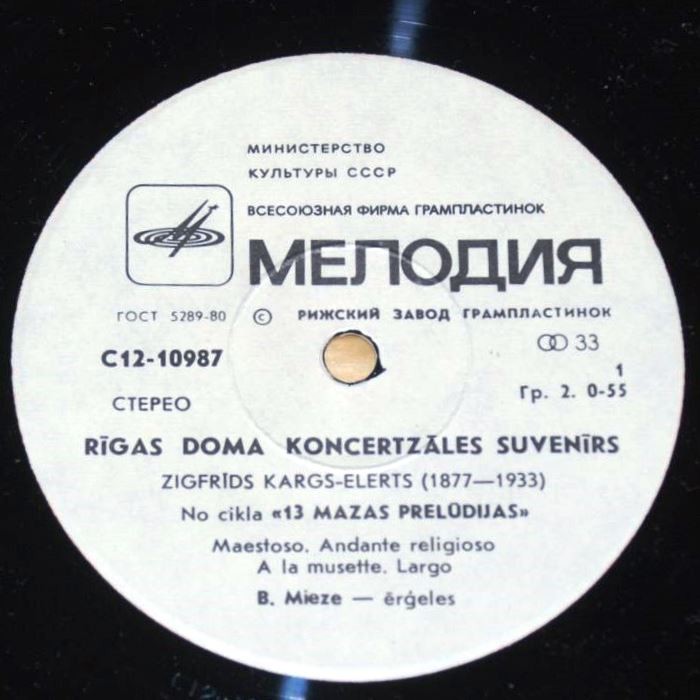 МИНИСТЕРСТВО
КУЛЬТУРЫ СССР
ВСЕСОЮЗНАЯ ФИРМА ГРАМПЛАСТИНОК
МЕЛОДИЯ
ГОСТ 5289-80 © РИЖСКИЙ ЗАВОД ГРАМПЛАСТИНОК
С12-10987
33
СТЕРЕО
1
Гр. 2. 0-55
RĪGAS DOMA KONCERTZĀLES SUVENĪRS
ZIGFRĪDS KARGS-ELERTS (1877—1933)
No cikla «13 MAZAS PRELŪDIJAS»
Maestoso. Andante religioso
A la musette. Largo
B. Mieze — ērģeles